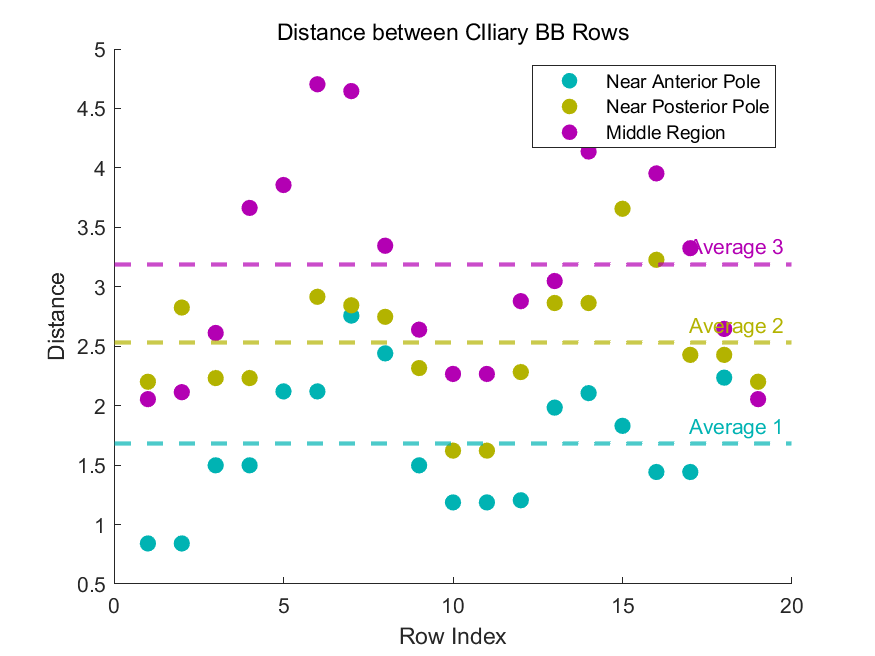 Distance between CIliary BB Rows
5
4.5
4
3.5
3
2.5
2
1.5
1
0.5
Distance
Near Anterior Pole
Near Posterior Pole
Middle Region
Average 3
Average 2
Average 1
0
5
10
15
20
Row Index